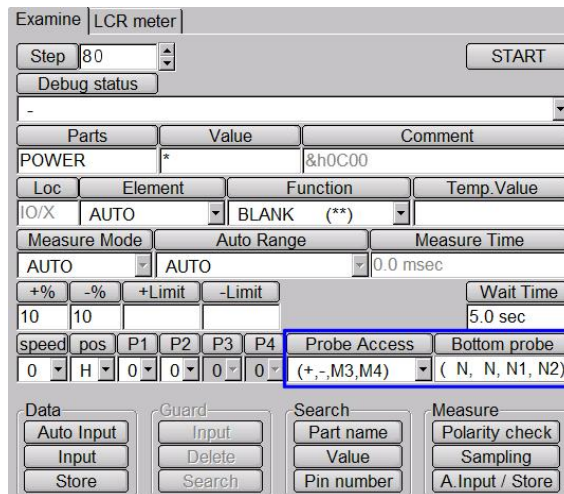 Examine LCR meter
Step 80 START
Debug status
-
Parts Value Comment
POWER * &h0C00
Loc Element Function Temp.Value
IO/X AUTO BLANK (**)
Measure Mode Auto Range Measure Time
AUTO AUTO 0.0 msec
+% -% +Limit -Limit Wait Time
10 10 5.0 sec
speed pos P1 P2 P3 P4 Probe Access Bottom probe
0 H 0 0 0 0 (+,-,M3,M4) ( N, N, N1, N2)
Data Guard Search Measure
Auto Input Input Part name Polarity check
Input Delete Value Sampling
Store Search Pin number A.Input / Store